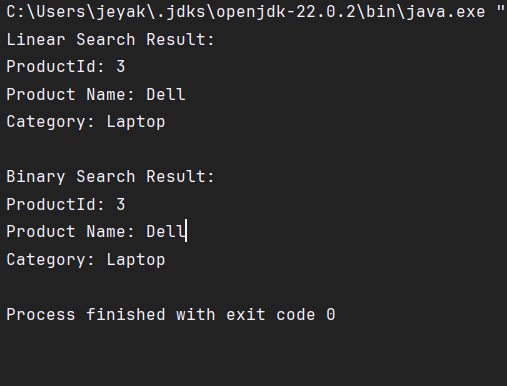 C:\Users\jeyak\.jdks\openjdk-22.0.2\bin\java.exe "
Linear Search Result:
ProductId: 3
Product Name: Dell
Category: Laptop
Binary Search Result:
ProductId: 3
Product Name: Dell
Category: Laptop
Process finished with exit code 0